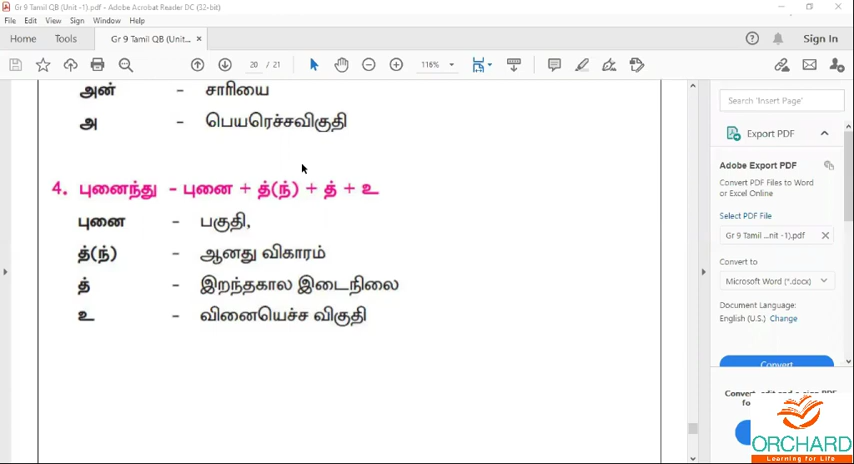 Gr 9 Tamil QB (Unit -1).pdf - Adobe Acrobat Reader DC (32-bit)
File Edit View Sign Window Help
Home Tools Gr 9 Tamil QB (Unit... × Sign In
20 / 21 116%
அன் - சாரியை
அ - பெயரெச்சவிகுதி
4. புனைந்து - புனை + த்(ந்) + த் + உ
புனை - பகுதி,
த்(ந்) - ஆனது விகாரம்
த் - இறந்தகால இடைநிலை
உ - வினையெச்ச விகுதி
Search 'Insert Page'
Export PDF
Adobe Export PDF
Convert PDF Files to Word
or Excel Online
Select PDF File
Gr 9 Tamil ...nit -1).pdf ×
Convert to
Microsoft Word (*.docx)
Document Language:
English (U.S.) Change
Convert
ORCHARD
Learning for Life